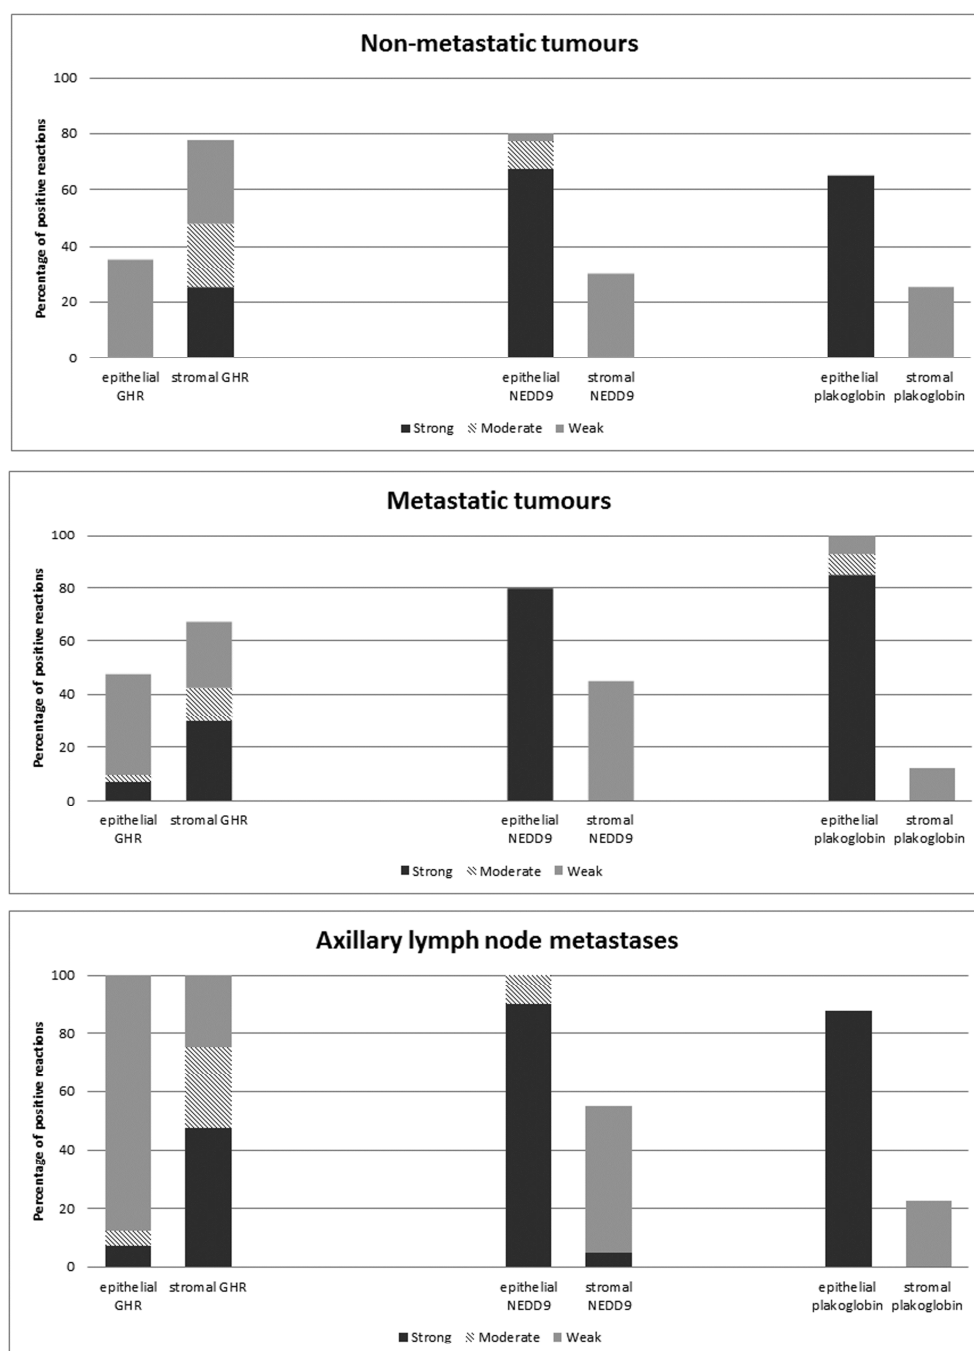 Non-metastatic tumours
Percentage of positive reactions
100
80
60
40
20
0
epithelial GHR
stromal GHR
epithelial NEDD9
stromal NEDD9
epithelial plakoglobin
stromal plakoglobin
Strong Moderate Weak
Metastatic tumours
Percentage of positive reactions
100
80
60
40
20
0
epithelial GHR
stromal GHR
epithelial NEDD9
stromal NEDD9
epithelial plakoglobin
stromal plakoglobin
Strong Moderate Weak
Axillary lymph node metastases
Percentage of positive reactions
100
80
60
40
20
0
epithelial GHR
stromal GHR
epithelial NEDD9
stromal NEDD9
epithelial plakoglobin
stromal plakoglobin
Strong Moderate Weak